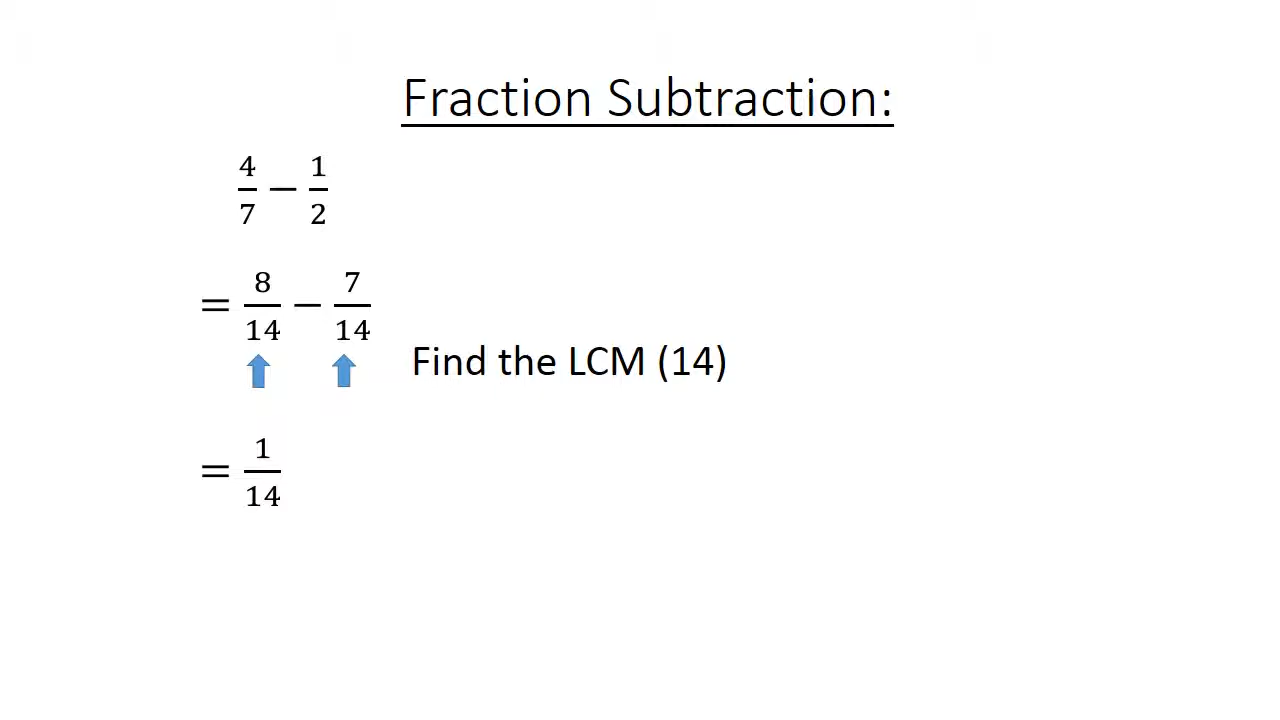 Fraction Subtraction:
4/7 − 1/2
= 8/14 − 7/14
Find the LCM (14)
= 1/14